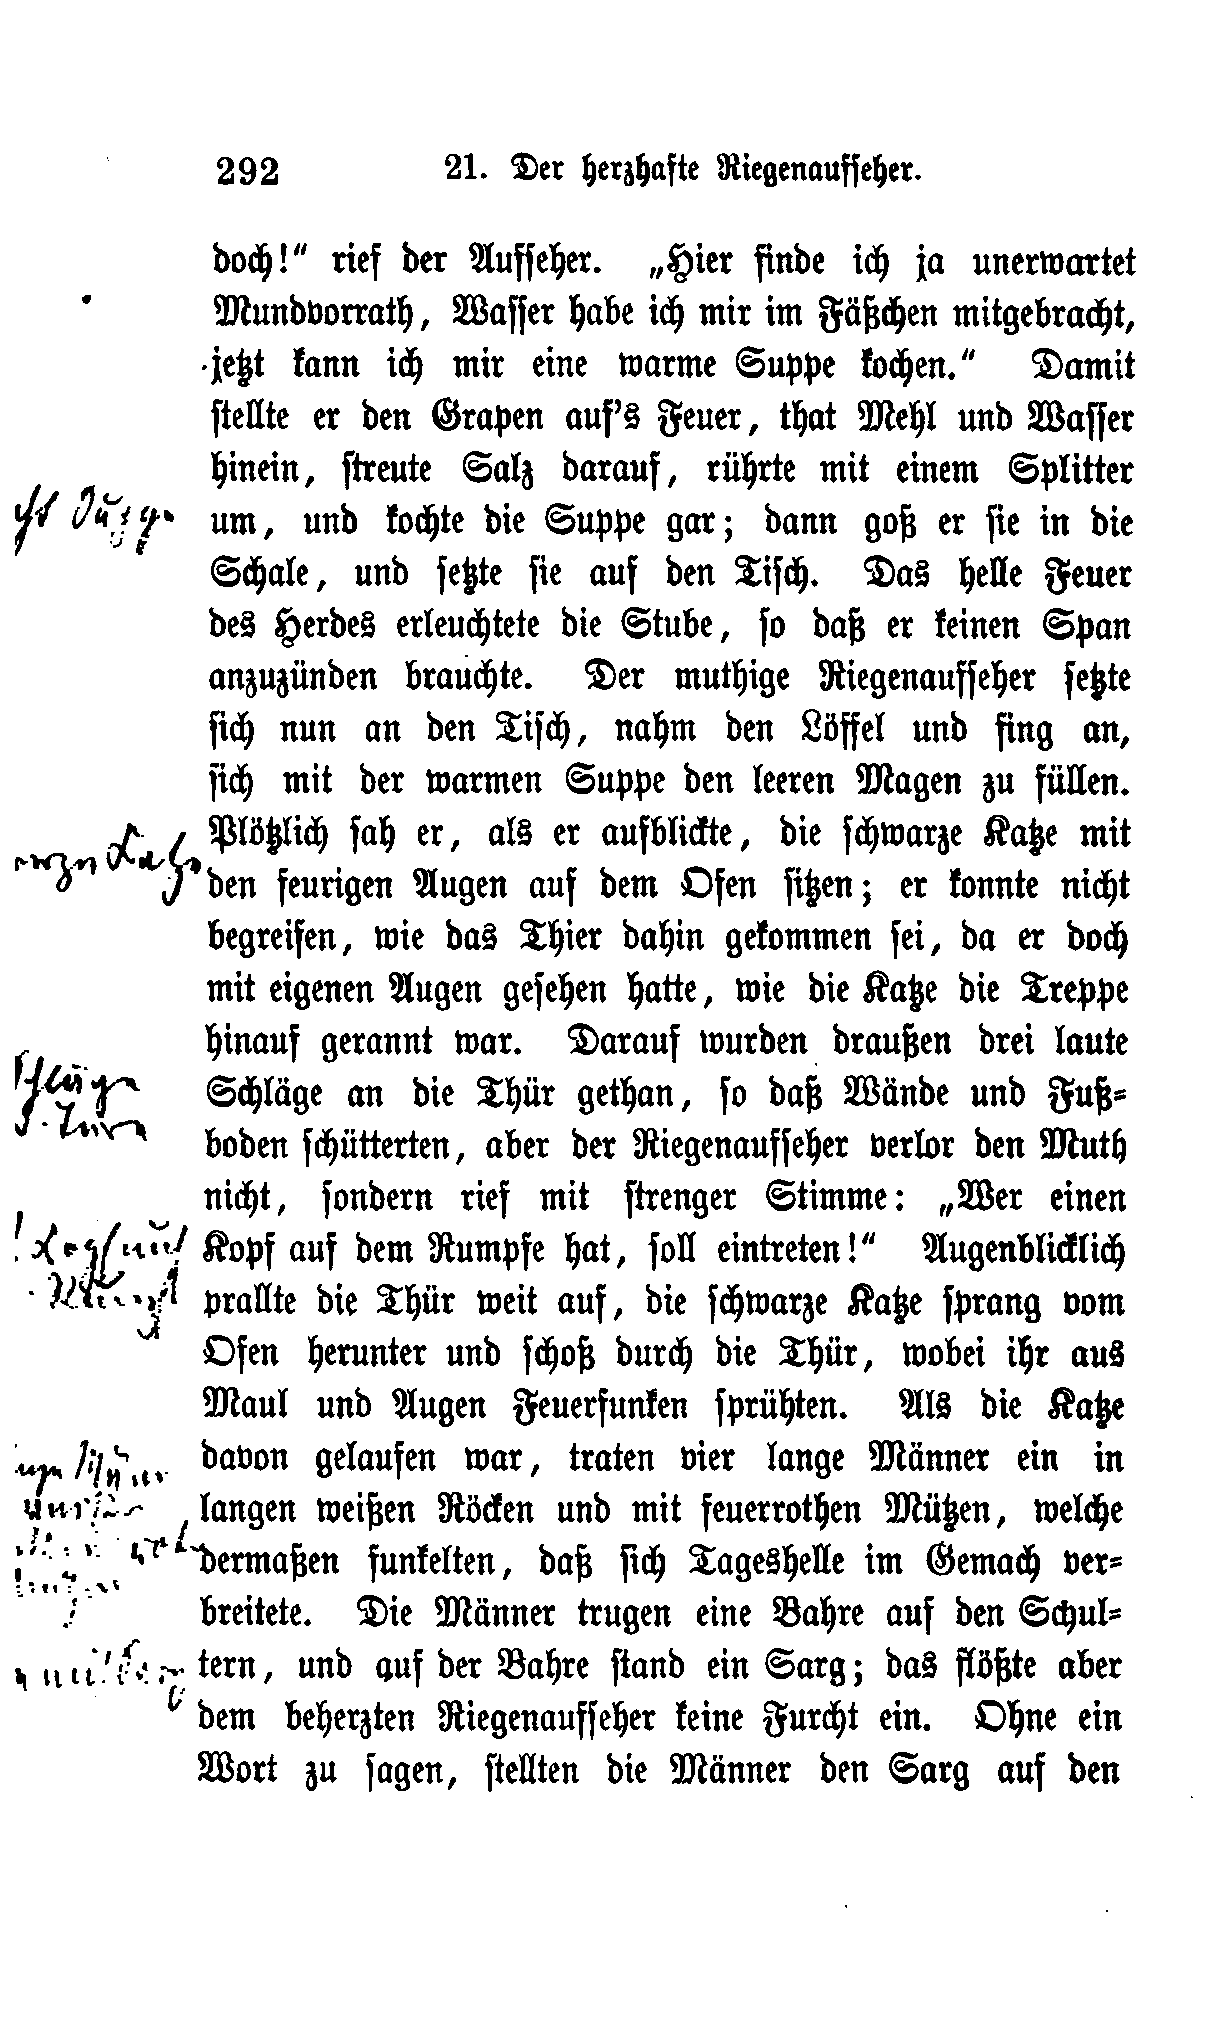 292 21. Der herzhafte Riegenaufseher.
doch!“ rief der Aufseher. „Hier finde ich ja unerwartet
Mundvorrath, Wasser habe ich mir im Fäßchen mitgebracht,
jetzt kann ich mir eine warme Suppe kochen.“ Damit
stellte er den Grapen auf's Feuer, that Mehl und Wasser
hinein, streute Salz darauf, rührte mit einem Splitter
um, und kochte die Suppe gar; dann goß er sie in die
Schale, und setzte sie auf den Tisch. Das helle Feuer
des Herdes erleuchtete die Stube, so daß er keinen Span
anzuzünden brauchte. Der muthige Riegenaufseher setzte
sich nun an den Tisch, nahm den Löffel und fing an,
sich mit der warmen Suppe den leeren Magen zu füllen.
Plötzlich sah er, als er aufblickte, die schwarze Katze mit
den feurigen Augen auf dem Ofen sitzen; er konnte nicht
begreifen, wie das Thier dahin gekommen sei, da er doch
mit eigenen Augen gesehen hatte, wie die Katze die Treppe
hinauf gerannt war. Darauf wurden draußen drei laute
Schläge an die Thür gethan, so daß Wände und Fuß-
boden schütterten, aber der Riegenaufseher verlor den Muth
nicht, sondern rief mit strenger Stimme: „Wer einen
Kopf auf dem Rumpfe hat, soll eintreten!“ Augenblicklich
prallte die Thür weit auf, die schwarze Katze sprang vom
Ofen herunter und schoß durch die Thür, wobei ihr aus
Maul und Augen Feuerfunken sprühten. Als die Katze
davon gelaufen war, traten vier lange Männer ein in
langen weißen Röcken und mit feuerrothen Mützen, welche
dermaßen funkelten, daß sich Tageshelle im Gemach ver-
breitete. Die Männer trugen eine Bahre auf den Schul-
tern, und auf der Bahre stand ein Sarg; das flößte aber
dem beherzten Riegenaufseher keine Furcht ein. Ohne ein
Wort zu sagen, stellten die Männer den Sarg auf den